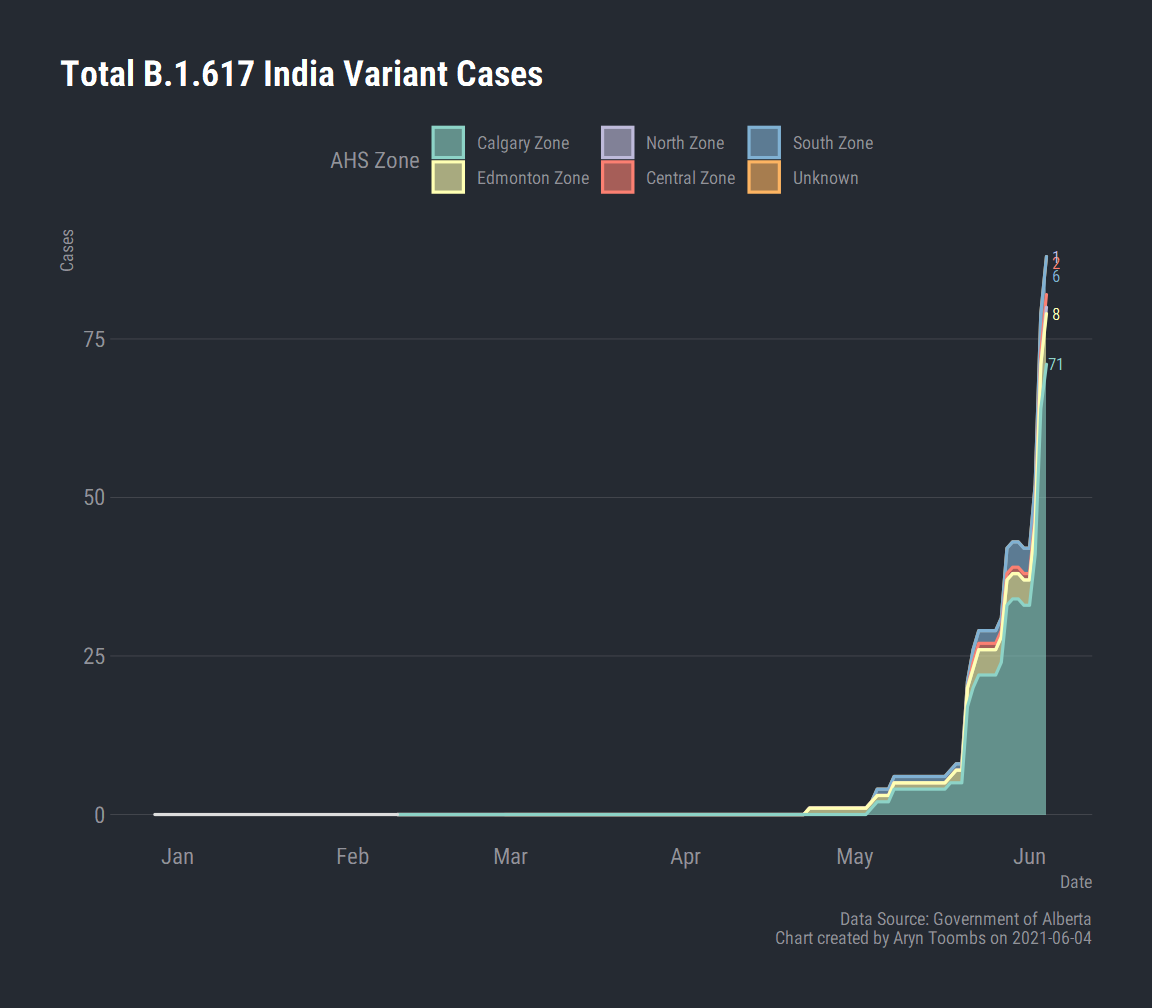 Total B.1.617 India Variant Cases
AHS Zone
Calgary Zone
North Zone
South Zone
Edmonton Zone
Central Zone
Unknown
Cases
1
2
6
8
71
75
50
25
0
Jan
Feb
Mar
Apr
May
Jun
Date
Data Source: Government of Alberta
Chart created by Aryn Toombs on 2021-06-04